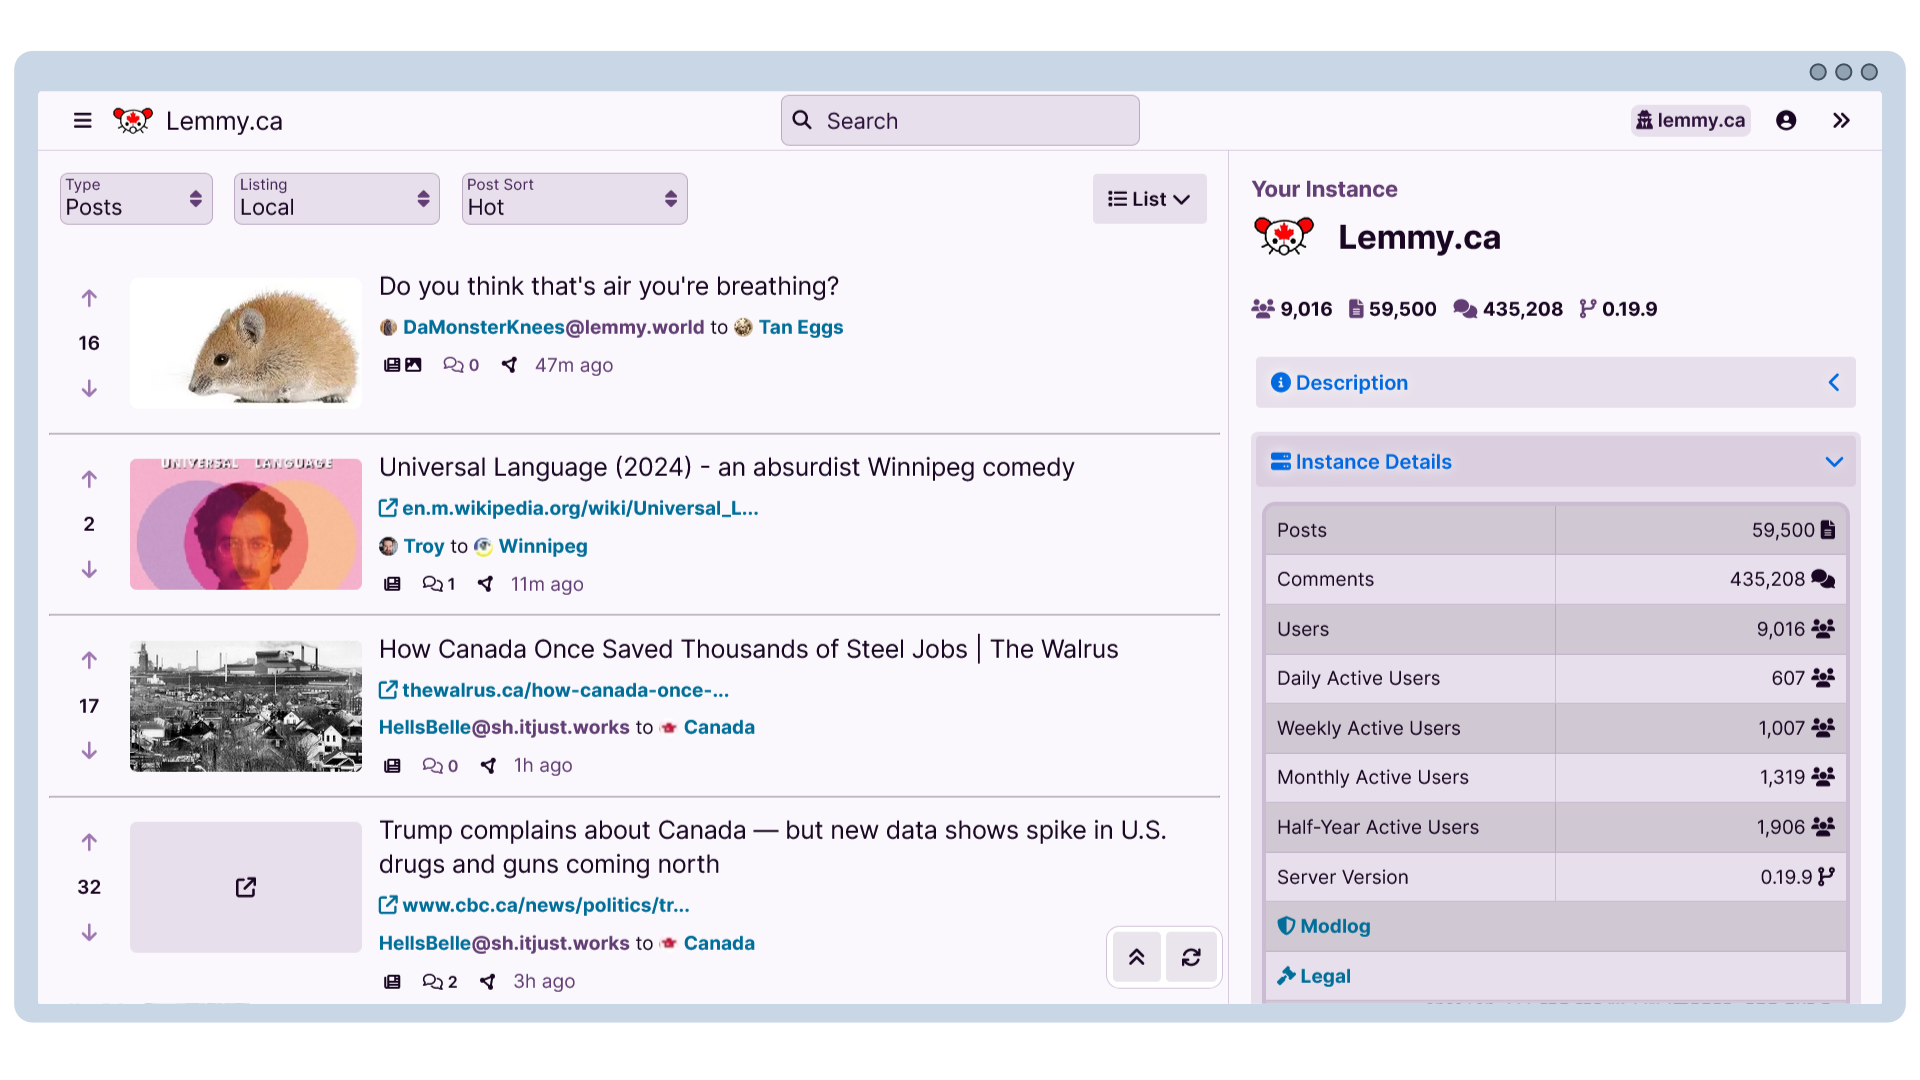 Lemmy.ca
Search
lemmy.ca
Type
Posts
Listing
Local
Post Sort
Hot
List
16
Do you think that's air you're breathing?
DaMonsterKnees@lemmy.world to Tan Eggs
0 47m ago
2
UNIVERSAL LANGUAGE
Universal Language (2024) - an absurdist Winnipeg comedy
en.m.wikipedia.org/wiki/Universal_L...
Troy to Winnipeg
1 11m ago
17
How Canada Once Saved Thousands of Steel Jobs | The Walrus
thewalrus.ca/how-canada-once-...
HellsBelle@sh.itjust.works to Canada
0 1h ago
32
Trump complains about Canada — but new data shows spike in U.S.
drugs and guns coming north
www.cbc.ca/news/politics/tr...
HellsBelle@sh.itjust.works to Canada
2 3h ago
Your Instance
Lemmy.ca
9,016 59,500 435,208 0.19.9
Description
Instance Details
Posts 59,500
Comments 435,208
Users 9,016
Daily Active Users 607
Weekly Active Users 1,007
Monthly Active Users 1,319
Half-Year Active Users 1,906
Server Version 0.19.9
Modlog
Legal